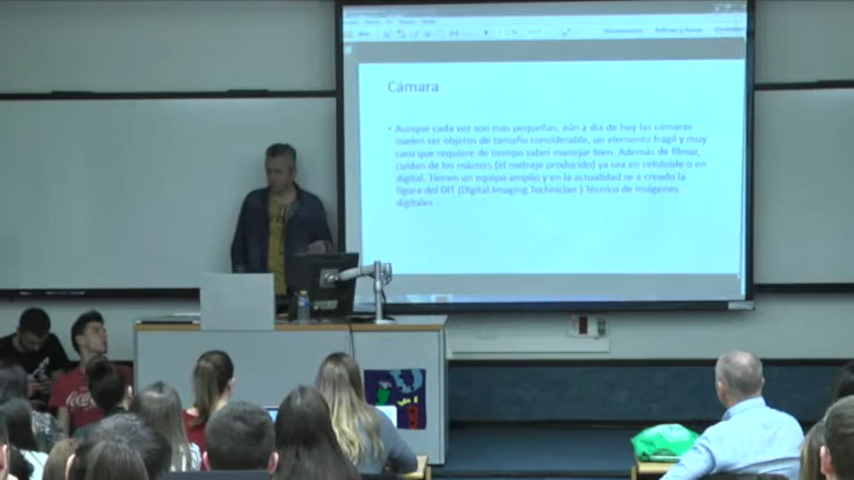 Cámara
• Aunque cada vez son más pequeñas, aún a día de hoy las cámaras
suelen ser objetos de tamaño considerable, un elemento frágil y muy
caro que requiere de tiempo saber manejar bien. Además de filmar,
cuidan de los másters (el metraje producido) ya sea en celuloide o en
digital. Tienen un equipo amplio y en la actualidad se a creado la
figura del DIT (Digital Imaging Technician ) Técnico de imágenes
digitales .